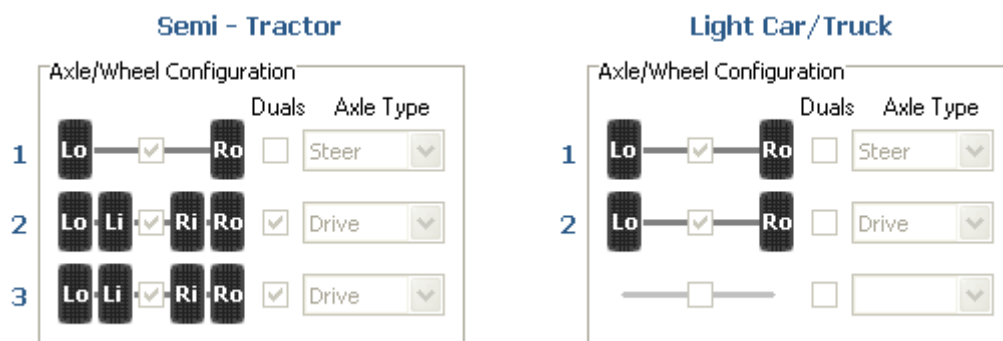 Semi - Tractor
Axle/Wheel Configuration
Duals Axle Type
1 Lo Ro Steer
2 Lo Li Ri Ro Drive
3 Lo Li Ri Ro Drive
Light Car/Truck
Axle/Wheel Configuration
Duals Axle Type
1 Lo Ro Steer
2 Lo Ro Drive